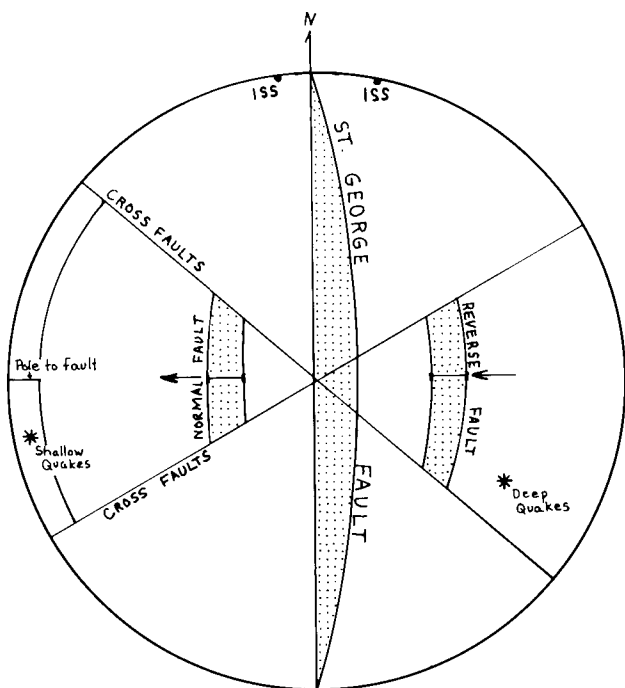 N
ISS
ISS
ST. GEORGE
FAULT
CROSS FAULTS
NORMAL FAULT
REVERSE
FAULT
Pole to fault
Shallow
Quakes
CROSS FAULTS
Deep
Quakes